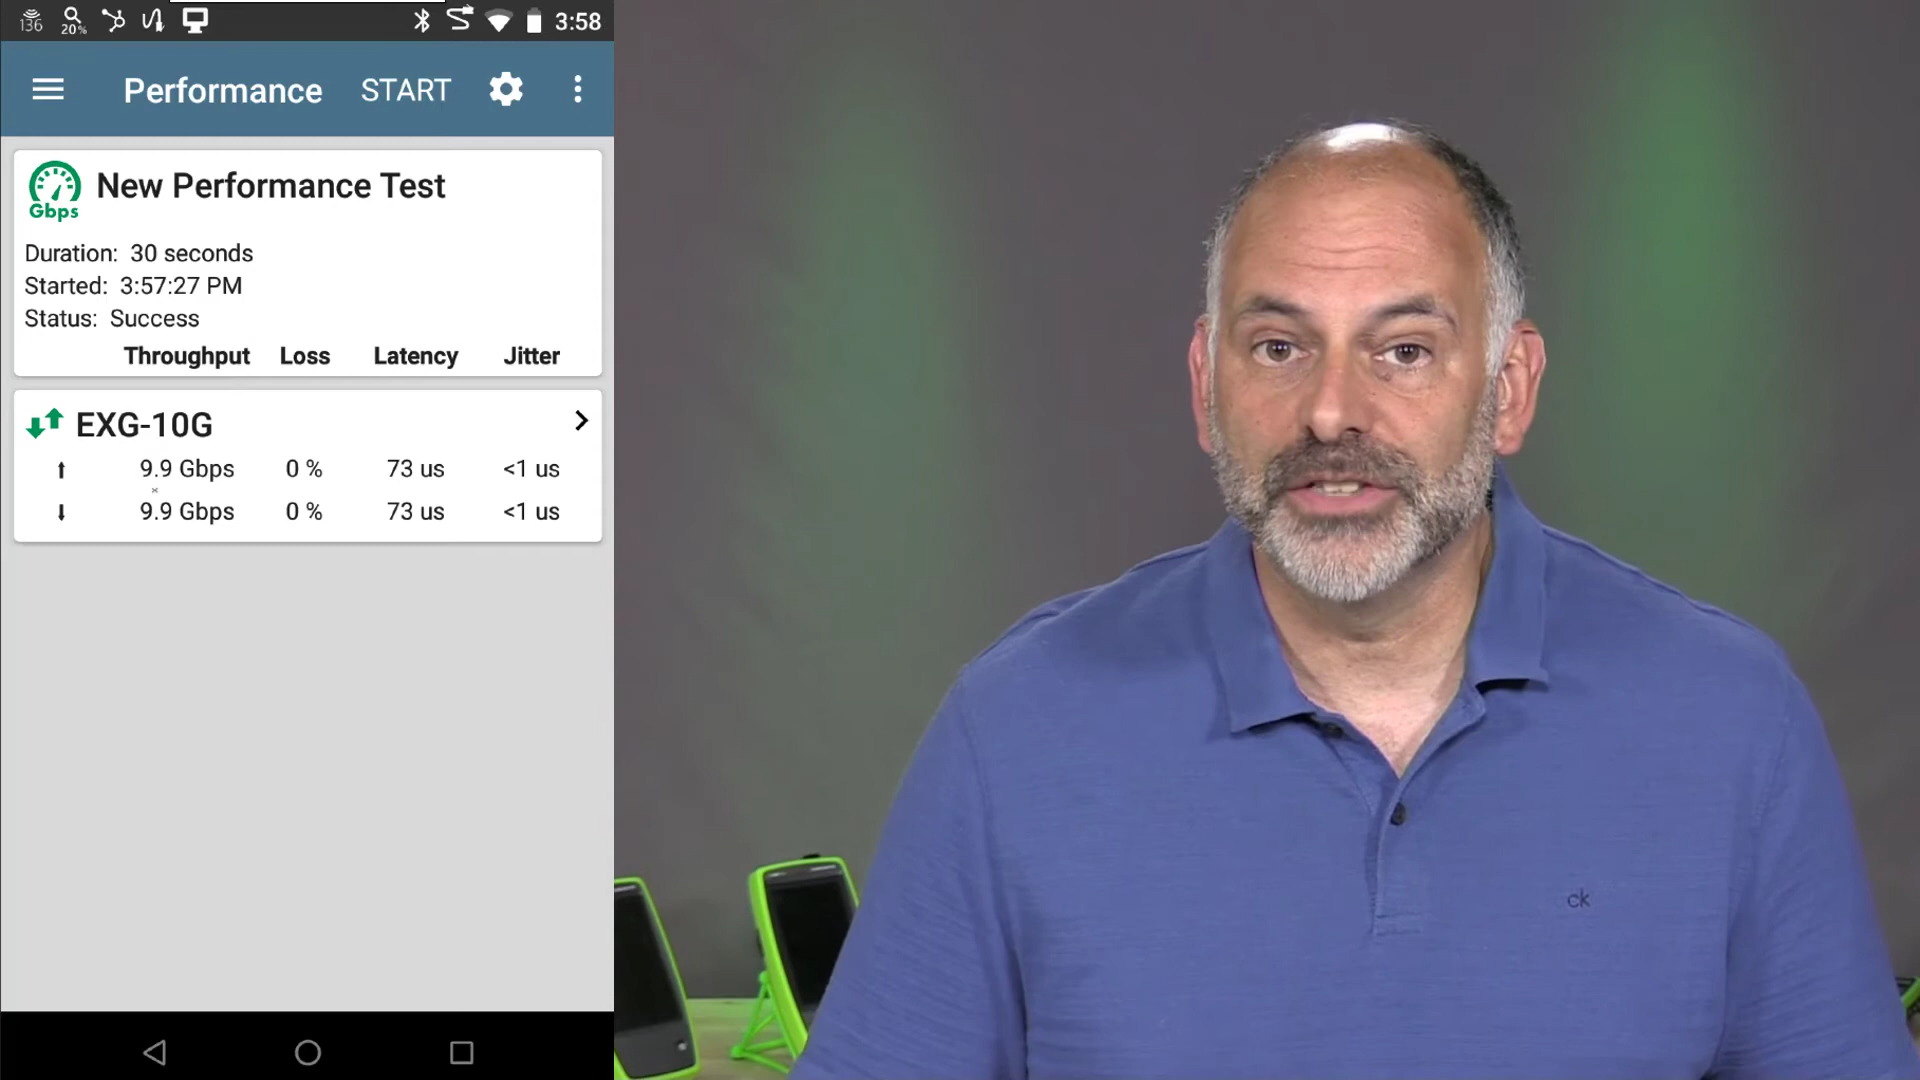 136 20% 3:58
Performance START
New Performance Test
Gbps
Duration: 30 seconds
Started: 3:57:27 PM
Status: Success
Throughput Loss Latency Jitter
EXG-10G
↑ 9.9 Gbps 0 % 73 us <1 us
↓ 9.9 Gbps 0 % 73 us <1 us
ck